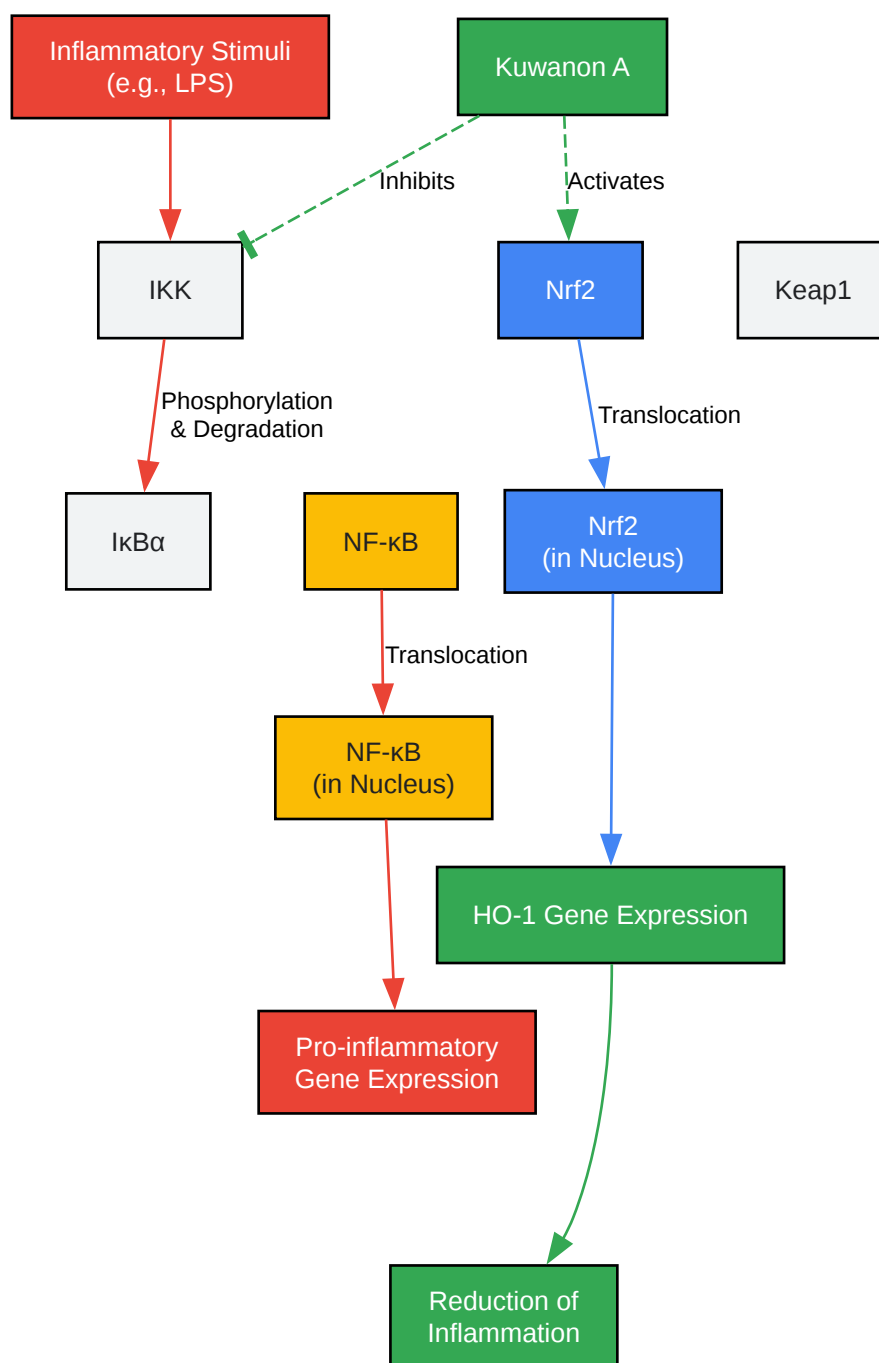 Inflammatory Stimuli
(e.g., LPS)
Kuwanon A
Inhibits
Activates
IKK
Nrf2
Keap1
Phosphorylation
& Degradation
Translocation
IκBα
NF-κB
Nrf2
(in Nucleus)
Translocation
NF-κB
(in Nucleus)
HO-1 Gene Expression
Pro-inflammatory
Gene Expression
Reduction of
Inflammation